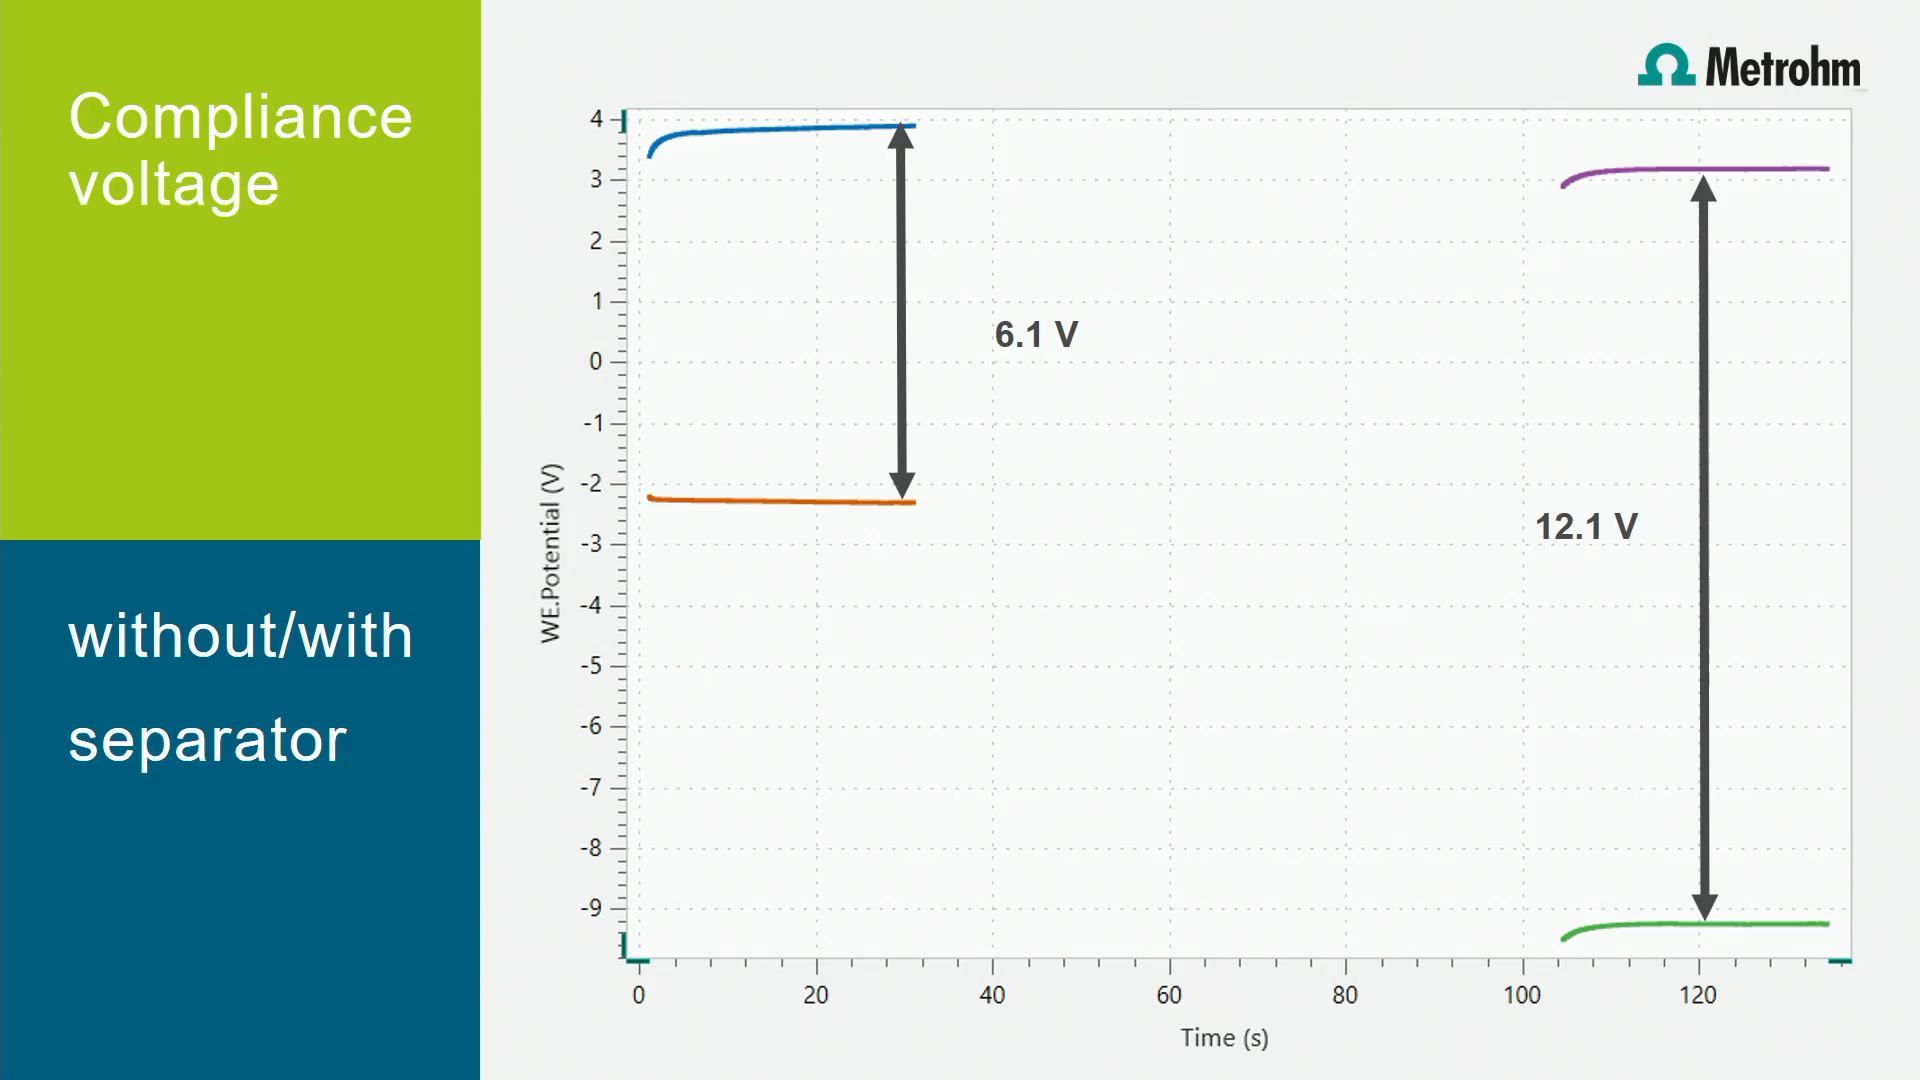 Compliance
voltage
without/with
separator
Metrohm
4
3
2
1
0
-1
-2
-3
-4
-5
-6
-7
-8
-9
WE.Potential (V)
6.1 V
12.1 V
0 20 40 60 80 100 120
Time (s)